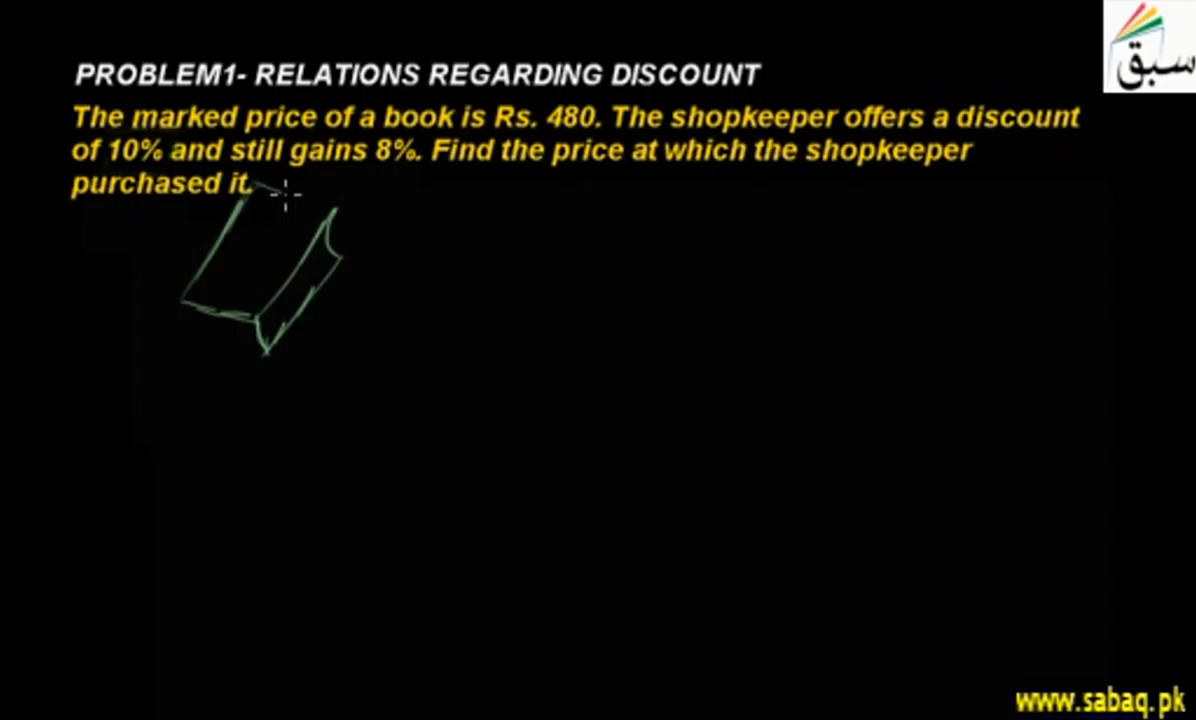 سبق
PROBLEM1- RELATIONS REGARDING DISCOUNT
The marked price of a book is Rs. 480. The shopkeeper offers a discount
of 10% and still gains 8%. Find the price at which the shopkeeper
purchased it.
www.sabaq.pk